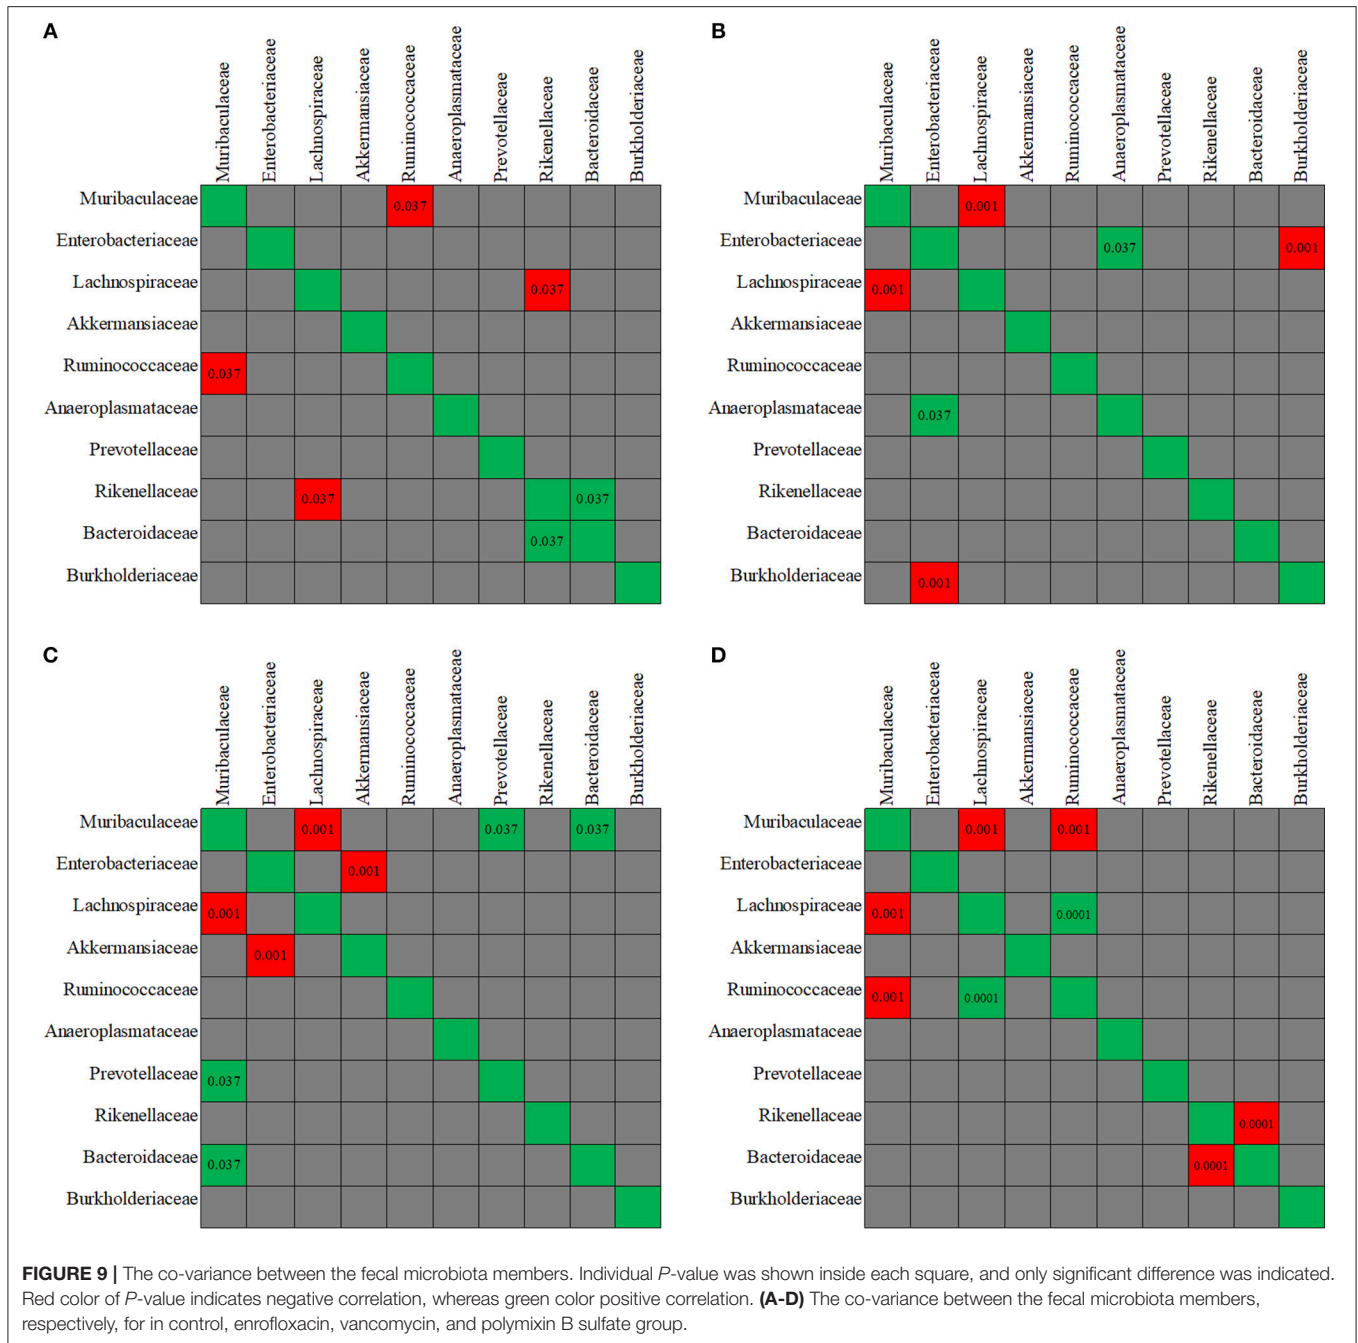 A
Muribaculaceae
Enterobacteriaceae
Lachnospiraceae
Akkermansiaceae
Ruminococcaceae
Anaeroplasmataceae
Prevotellaceae
Rikenellaceae
Bacteroidaceae
Burkholderiaceae
Muribaculaceae 0.037
Enterobacteriaceae
Lachnospiraceae 0.037
Akkermansiaceae
Ruminococcaceae 0.037
Anaeroplasmataceae
Prevotellaceae
Rikenellaceae 0.037 0.037
Bacteroidaceae 0.037
Burkholderiaceae
B
Muribaculaceae
Enterobacteriaceae
Lachnospiraceae
Akkermansiaceae
Ruminococcaceae
Anaeroplasmataceae
Prevotellaceae
Rikenellaceae
Bacteroidaceae
Burkholderiaceae
Muribaculaceae 0.001
Enterobacteriaceae 0.037 0.001
Lachnospiraceae 0.001
Akkermansiaceae
Ruminococcaceae
Anaeroplasmataceae 0.037
Prevotellaceae
Rikenellaceae
Bacteroidaceae
Burkholderiaceae 0.001
C
Muribaculaceae
Enterobacteriaceae
Lachnospiraceae
Akkermansiaceae
Ruminococcaceae
Anaeroplasmataceae
Prevotellaceae
Rikenellaceae
Bacteroidaceae
Burkholderiaceae
Muribaculaceae 0.001 0.037 0.037
Enterobacteriaceae 0.001
Lachnospiraceae 0.001
Akkermansiaceae 0.001
Ruminococcaceae
Anaeroplasmataceae
Prevotellaceae 0.037
Rikenellaceae
Bacteroidaceae 0.037
Burkholderiaceae
D
Muribaculaceae
Enterobacteriaceae
Lachnospiraceae
Akkermansiaceae
Ruminococcaceae
Anaeroplasmataceae
Prevotellaceae
Rikenellaceae
Bacteroidaceae
Burkholderiaceae
Muribaculaceae 0.001 0.001
Enterobacteriaceae
Lachnospiraceae 0.001 0.0001
Akkermansiaceae
Ruminococcaceae 0.001 0.0001
Anaeroplasmataceae
Prevotellaceae
Rikenellaceae 0.0001
Bacteroidaceae 0.0001
Burkholderiaceae
FIGURE 9 | The co-variance between the fecal microbiota members. Individual P-value was shown inside each square, and only significant difference was indicated.
Red color of P-value indicates negative correlation, whereas green color positive correlation. (A-D) The co-variance between the fecal microbiota members,
respectively, for in control, enrofloxacin, vancomycin, and polymixin B sulfate group.